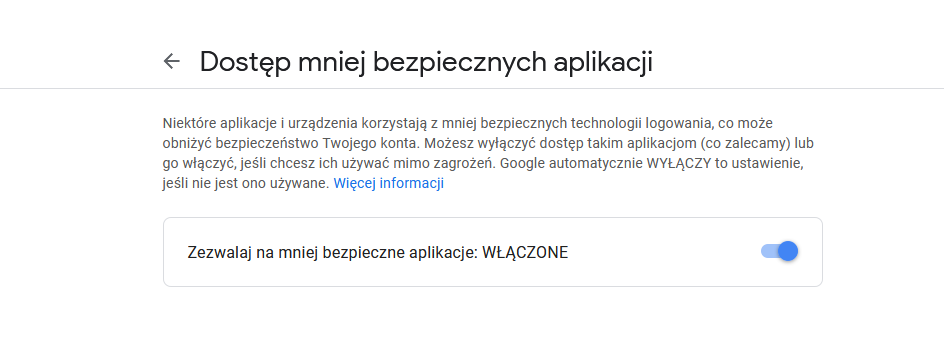 Dostęp mniej bezpiecznych aplikacji
Niektóre aplikacje i urządzenia korzystają z mniej bezpiecznych technologii logowania, co może
obniżyć bezpieczeństwo Twojego konta. Możesz wyłączyć dostęp takim aplikacjom (co zalecamy) lub
go włączyć, jeśli chcesz ich używać mimo zagrożeń. Google automatycznie WYŁĄCZY to ustawienie,
jeśli nie jest ono używane. Więcej informacji
Zezwalaj na mniej bezpieczne aplikacje: WŁĄCZONE